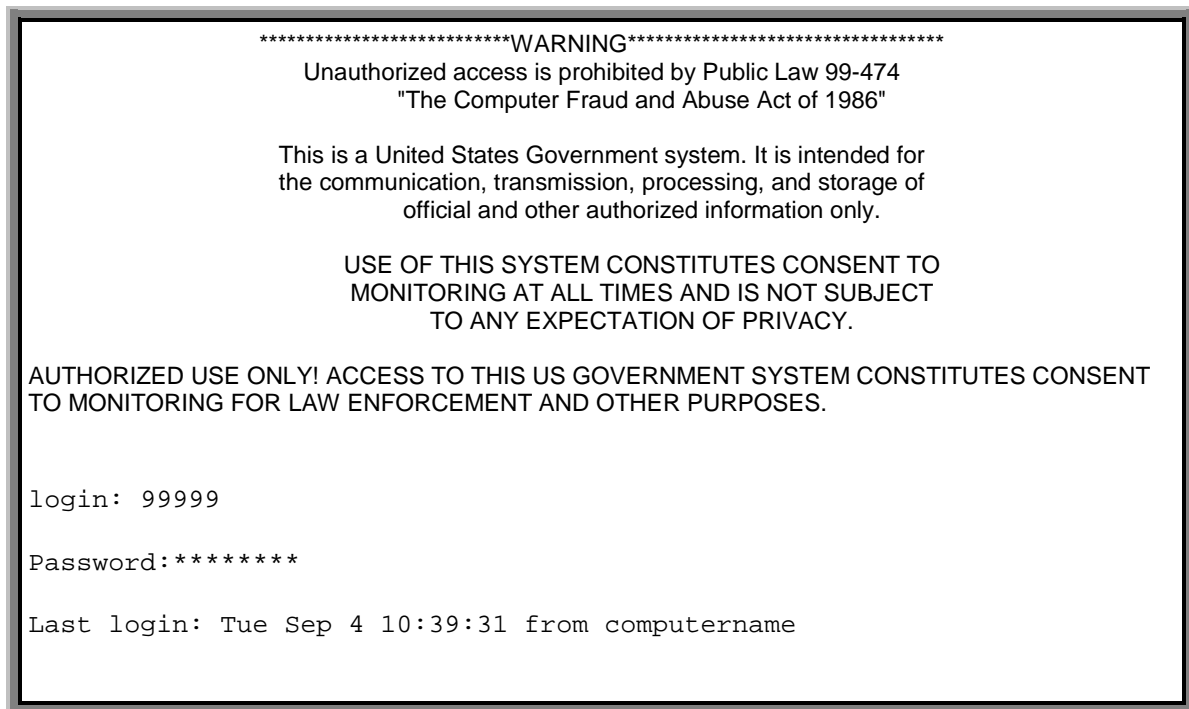 ***************************WARNING**********************************
Unauthorized access is prohibited by Public Law 99-474
"The Computer Fraud and Abuse Act of 1986"
This is a United States Government system. It is intended for
the communication, transmission, processing, and storage of
official and other authorized information only.
USE OF THIS SYSTEM CONSTITUTES CONSENT TO
MONITORING AT ALL TIMES AND IS NOT SUBJECT
TO ANY EXPECTATION OF PRIVACY.
AUTHORIZED USE ONLY! ACCESS TO THIS US GOVERNMENT SYSTEM CONSTITUTES CONSENT
TO MONITORING FOR LAW ENFORCEMENT AND OTHER PURPOSES.
login: 99999
Password:********
Last login: Tue Sep 4 10:39:31 from computername